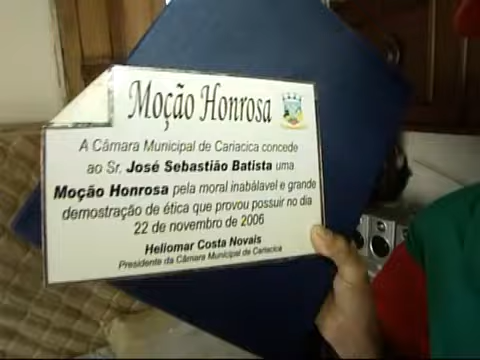 Moção Honrosa
A Câmara Municipal de Cariacica concede
ao Sr. José Sebastião Batista uma
Moção Honrosa pela moral inabálavel e grande
demostração de ética que provou possuir no dia
22 de novembro de 2006
Heliomar Costa Novais
Presidente da Câmara Municipal de Cariacica